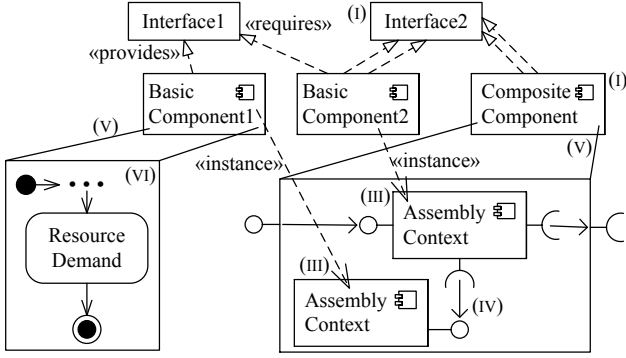 Interface1
«requires»
(I)
Interface2
«provides»
Basic
Component1
Basic
Component2
Composite
Component
(I)
(V)
(VI)
«instance»
«instance»
(V)
• • •
Resource
Demand
(III)
Assembly
Context
(III)
Assembly
Context
(IV)